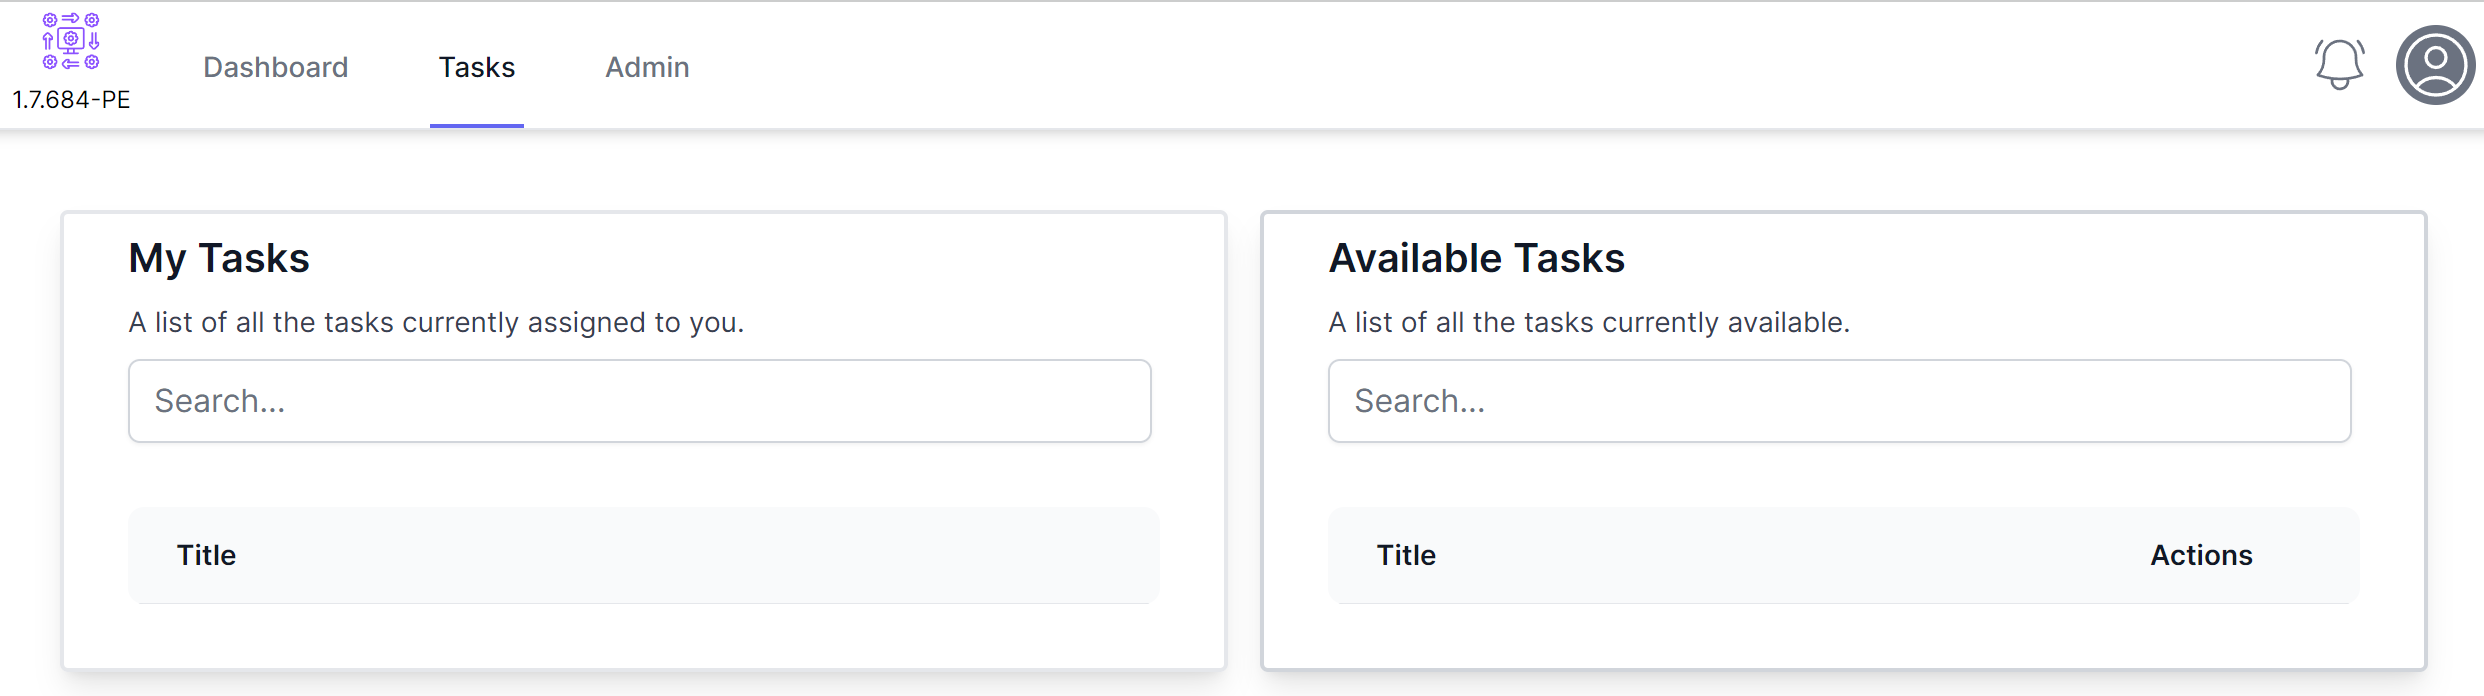 1.7.684-PE
Dashboard
Tasks
Admin
My Tasks
A list of all the tasks currently assigned to you.
Search...
Title
Available Tasks
A list of all the tasks currently available.
Search...
Title
Actions